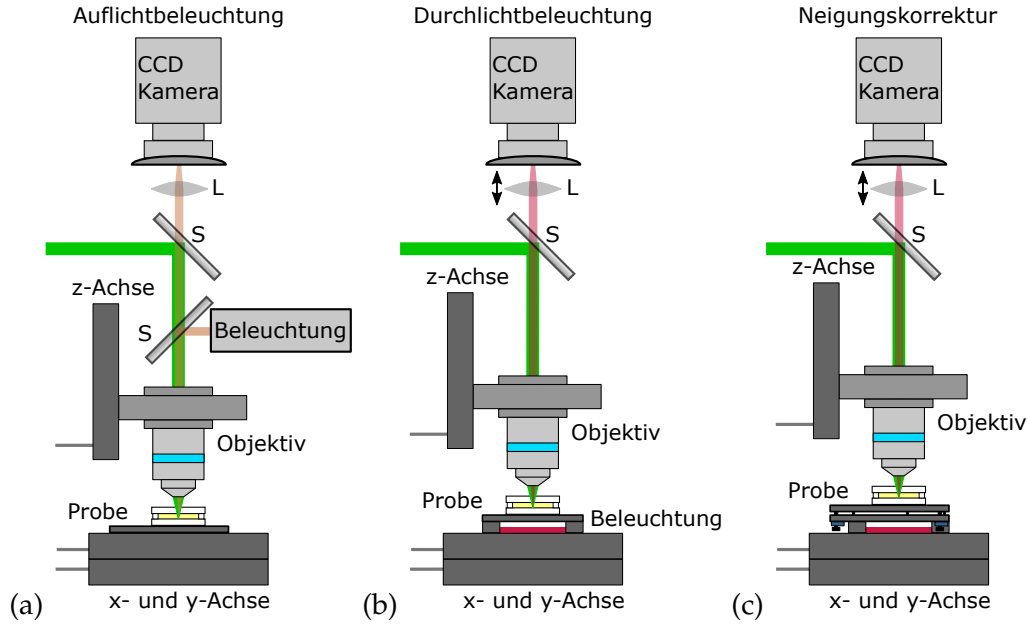 Auflichtbeleuchtung
CCD
Kamera
L
S
z-Achse
S
Beleuchtung
Objektiv
Probe
x- und y-Achse
(a)
Durchlichtbeleuchtung
CCD
Kamera
L
S
z-Achse
Objektiv
Probe
Beleuchtung
x- und y-Achse
(b)
Neigungskorrektur
CCD
Kamera
L
S
z-Achse
Objektiv
Probe
x- und y-Achse
(c)